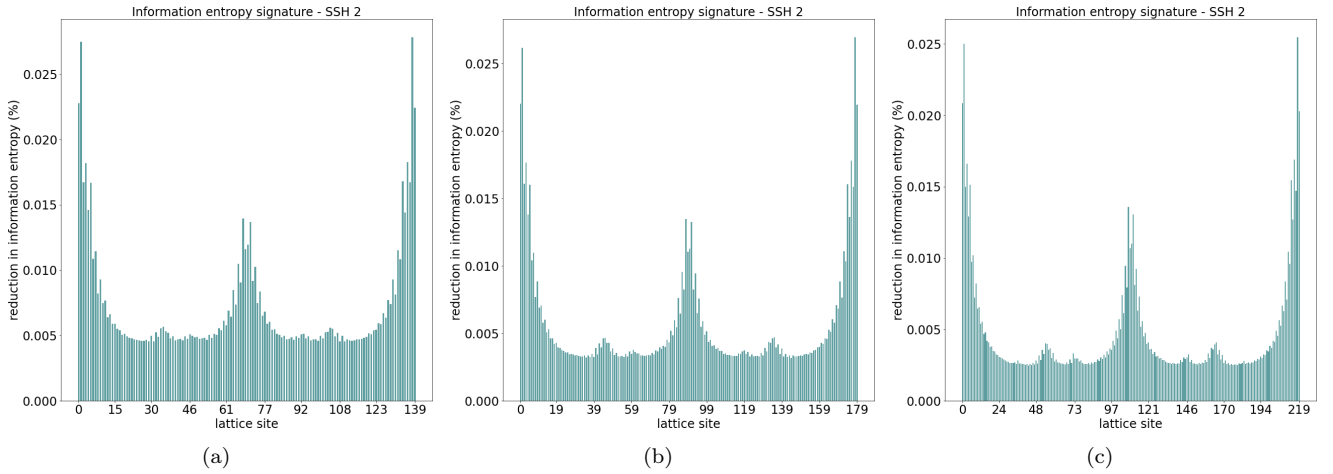 Information entropy signature - SSH 2
reduction in information entropy (%)
0.025
0.020
0.015
0.010
0.005
0.000
0 15 30 46 61 77 92 108 123 139
lattice site
(a)
Information entropy signature - SSH 2
reduction in information entropy (%)
0.025
0.020
0.015
0.010
0.005
0.000
0 19 39 59 79 99 119 139 159 179
lattice site
(b)
Information entropy signature - SSH 2
reduction in information entropy (%)
0.025
0.020
0.015
0.010
0.005
0.000
0 24 48 73 97 121 146 170 194 219
lattice site
(c)